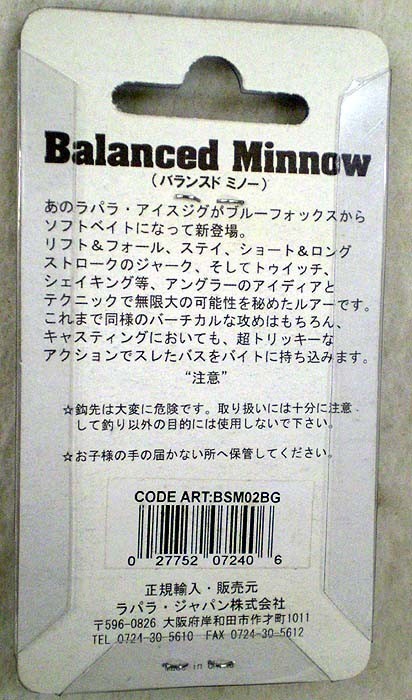 Balanced Minnow
（バランスド ミノー）
あのラパラ・アイスジグがブルーフォックスから
ソフトベイトになって新登場。
リフト＆フォール、ステイ、ショート＆ロング
ストロークのジャーク、そしてトゥイッチ、
シェイキング等、アングラーのアイディアと
テクニックで無限大の可能性を秘めたルアーです。
これまで同様のバーチカルな攻めはもちろん、
キャスティングにおいても、超トリッキーな
アクションでスレたバスをバイトに持ち込みます。
“注意”
☆鈎先は大変に危険です。取り扱いには十分に注意
して釣り以外の目的には使用しないで下さい。
☆お子様の手の届かない所へ保管してください。
CODE ART:BSM02BG
0 27752 07240 6
正規輸入・販売元
ラパラ・ジャパン株式会社
〒596-0826 大阪府岸和田市作才町1011
TEL 0724-30-5610 FAX 0724-30-5612